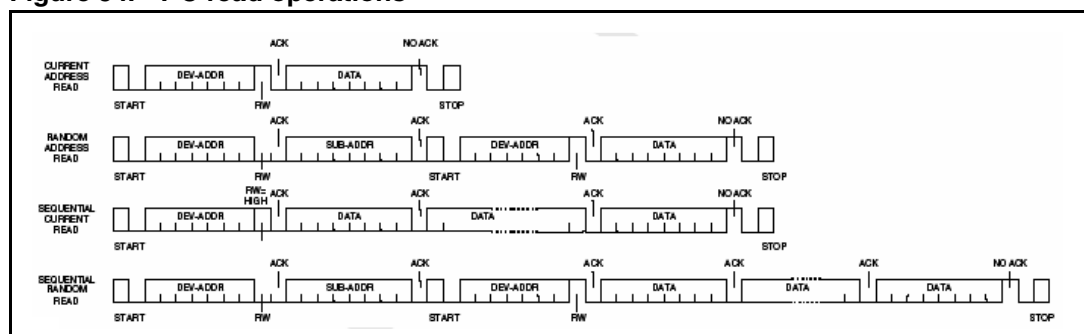 Figure read operations
ACK NO ACK
CURRENT
ADDRESS
READ
DEV-ADDR DATA
START RW STOP
ACK ACK ACK NO ACK
RANDOM
ADDRESS
READ
DEV-ADDR SUB-ADDR DEV-ADDR DATA
START RW START RW STOP
RW=
HIGH
ACK ACK ACK NO ACK
SEQUENTIAL
CURRENT
READ
DEV-ADDR DATA DATA DATA
START STOP
ACK ACK ACK ACK ACK NO ACK
SEQUENTIAL
RANDOM
READ
DEV-ADDR SUB-ADDR DEV-ADDR DATA DATA DATA
START RW START RW STOP